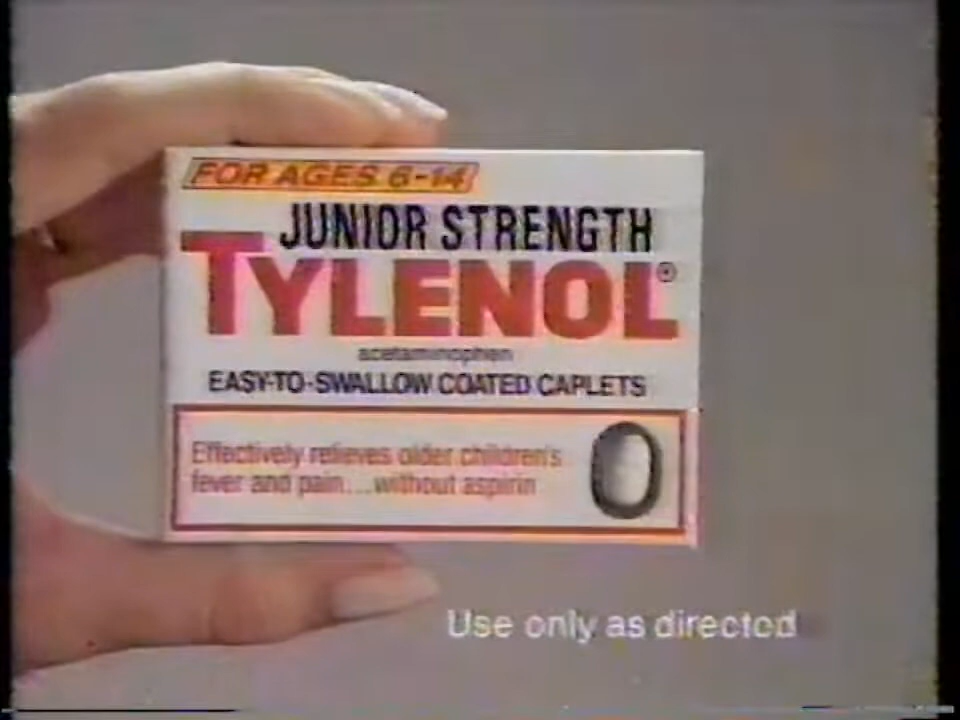 FOR AGES 6-14
JUNIOR STRENGTH
TYLENOL®
acetaminophen
EASY-TO-SWALLOW COATED CAPLETS
Effectively relieves older children's
fever and pain...without aspirin
Use only as directed